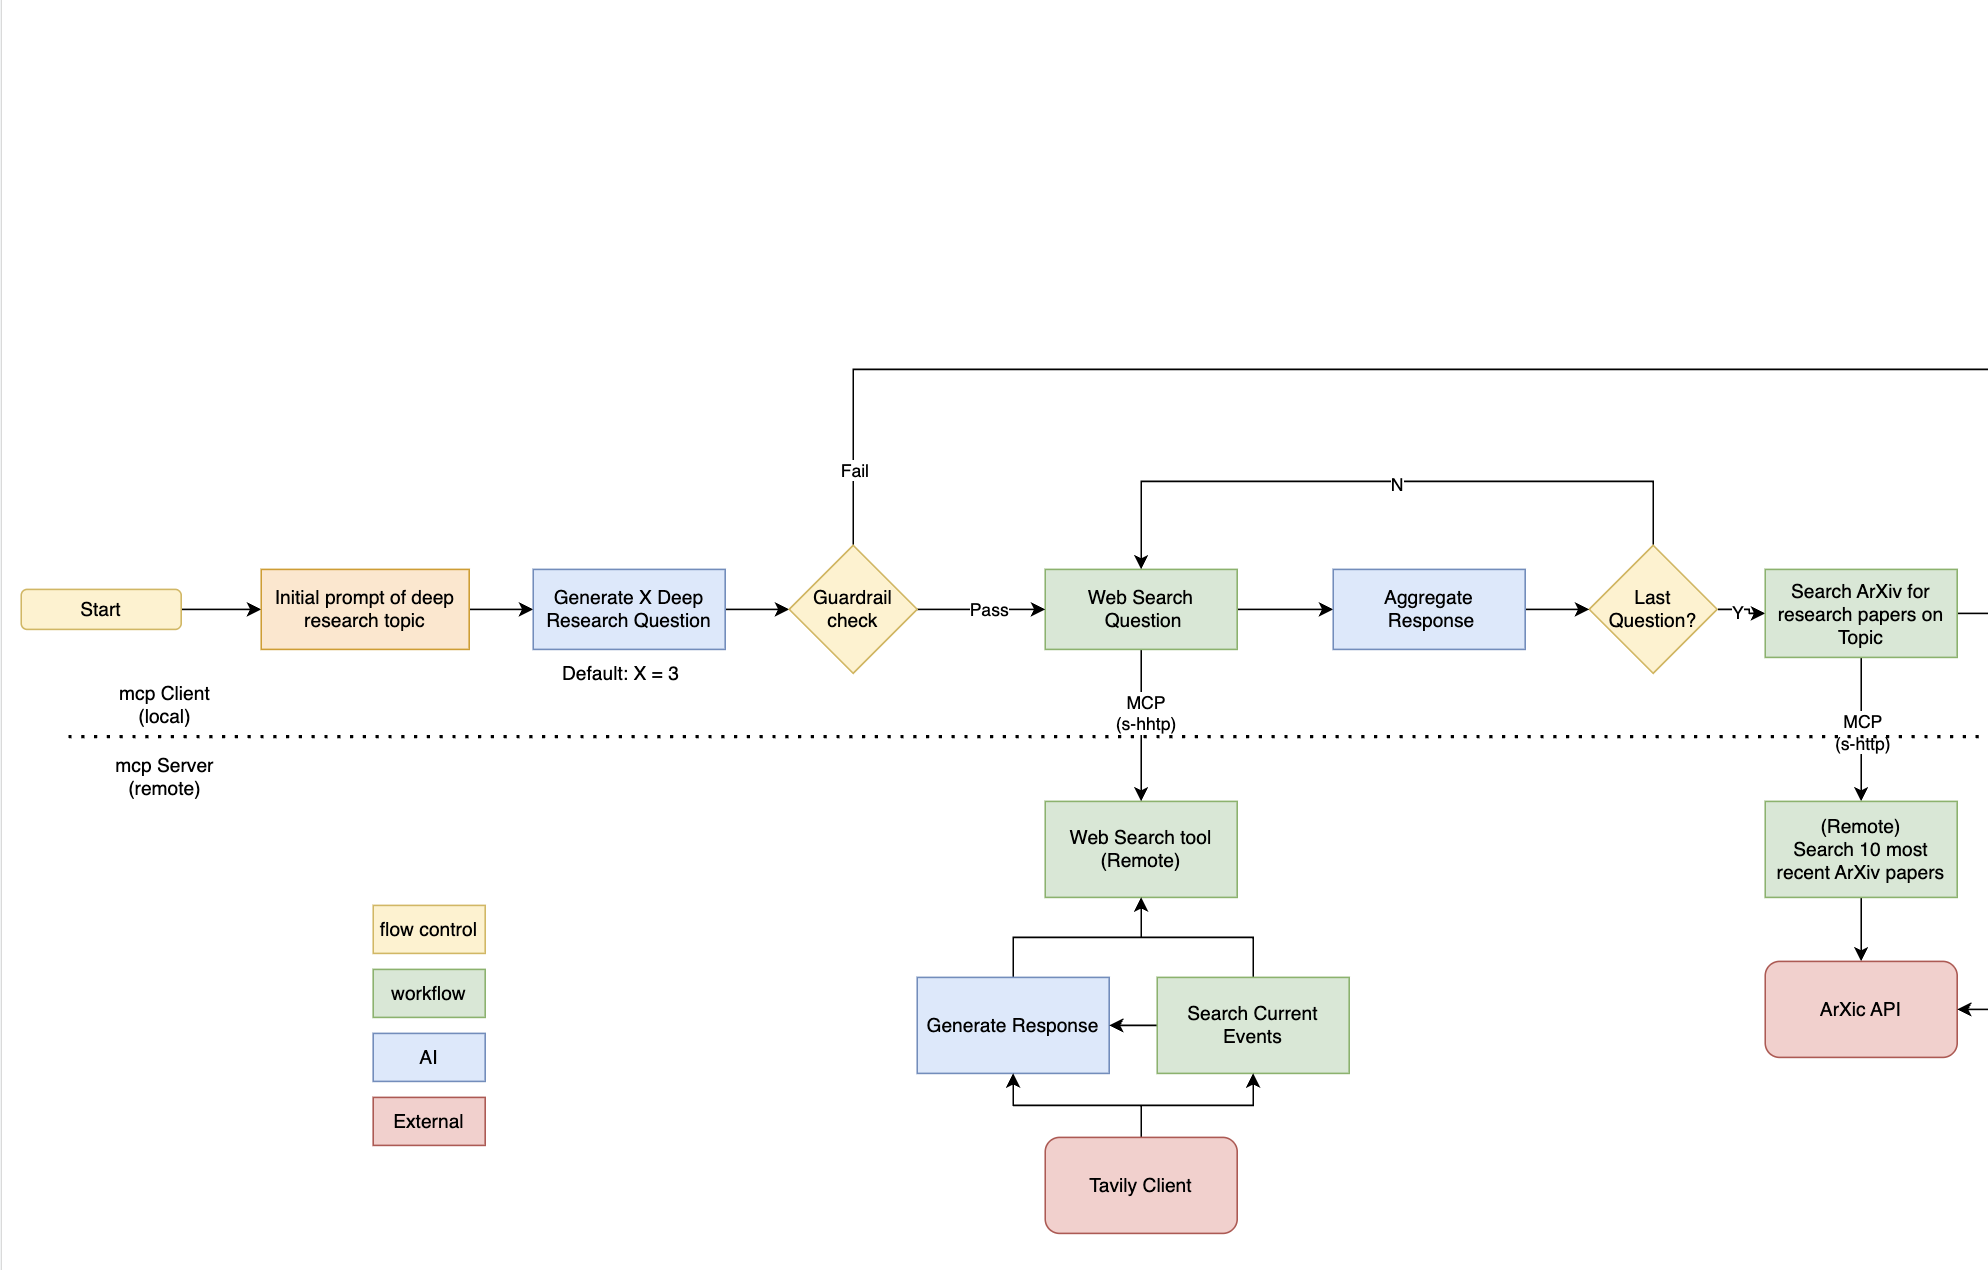 Fail
N
Start
Initial prompt of deep
research topic
Generate X Deep
Research Question
Default: X = 3
Guardrail
check
Pass
Web Search
Question
Aggregate
Response
Last
Question?
Y
Search ArXiv for
research papers on
Topic
mcp Client
(local)
MCP
(s-hhtp)
MCP
(s-http)
mcp Server
(remote)
Web Search tool
(Remote)
(Remote)
Search 10 most
recent ArXiv papers
flow control
workflow
AI
External
Generate Response
Search Current
Events
ArXic API
Tavily Client